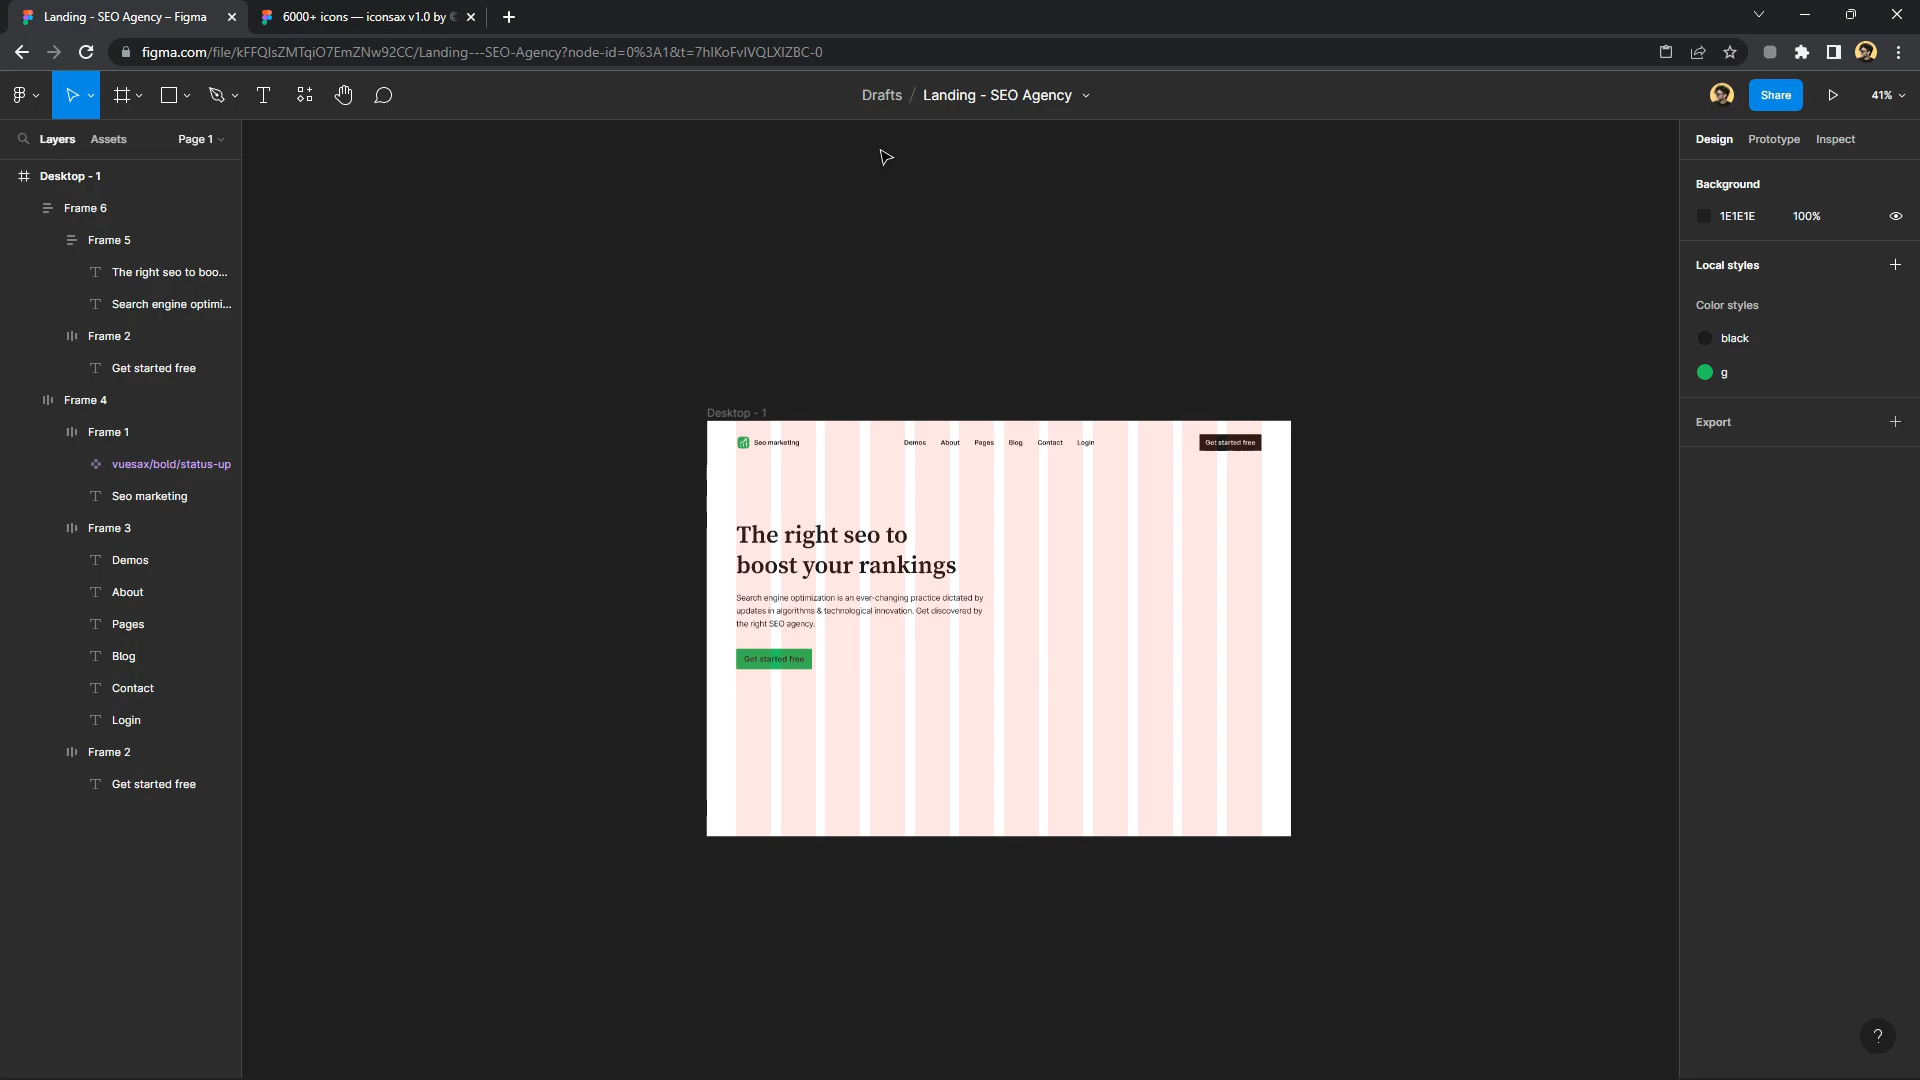 Landing - SEO Agency – Figma
6000+ icons — iconsax v1.0 by
figma.com/file/kFFQlsZMTqiO7EmZNw92CC/Landing---SEO-Agency?node-id=0%3A1&t=7hlKoFvIVQLXIZBC-0
Drafts / Landing - SEO Agency
Share
41%
Layers
Assets
Page 1
Desktop - 1
Frame 6
Frame 5
The right seo to boo...
Search engine optimi...
Frame 2
Get started free
Frame 4
Frame 1
vuesax/bold/status-up
Seo marketing
Frame 3
Demos
About
Pages
Blog
Contact
Login
Frame 2
Get started free
Desktop - 1
Seo marketing
Demos
About
Pages
Blog
Contact
Login
Get started free
The right seo to
boost your rankings
Search engine optimization is an ever-changing practice dictated by
updates in algorithms & technological innovation. Get discovered by
the right SEO agency.
Get started free
Design
Prototype
Inspect
Background
1E1E1E
100%
Local styles
Color styles
black
g
Export
?